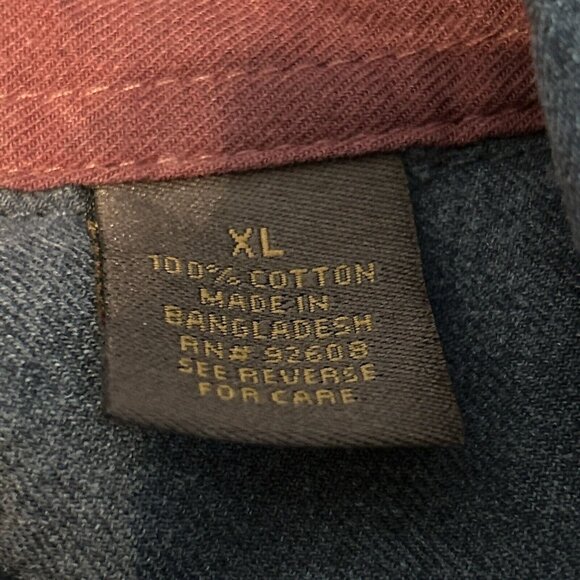 XL
100% COTTON
MADE IN
BANGLADESH
RN# 92608
SEE REVERSE
FOR CARE